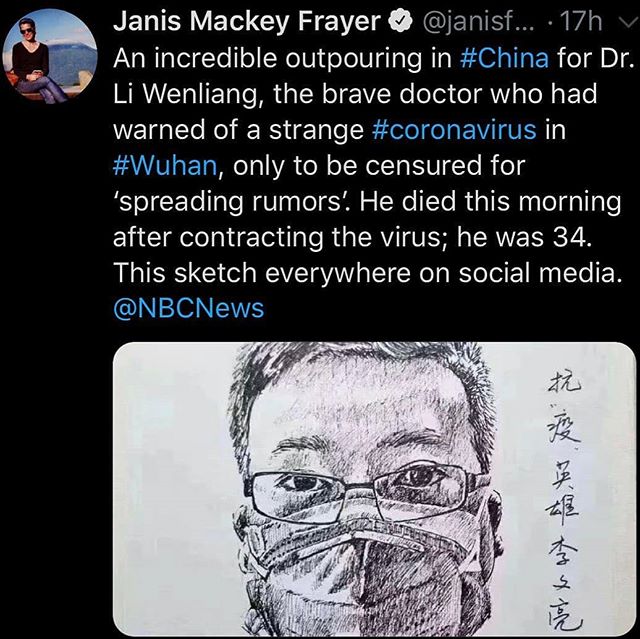 Janis Mackey Frayer @janisf... · 17h
An incredible outpouring in #China for Dr.
Li Wenliang, the brave doctor who had
warned of a strange #coronavirus in
#Wuhan, only to be censured for
‘spreading rumors’. He died this morning
after contracting the virus; he was 34.
This sketch everywhere on social media.
@NBCNews
抗疫英雄李文亮